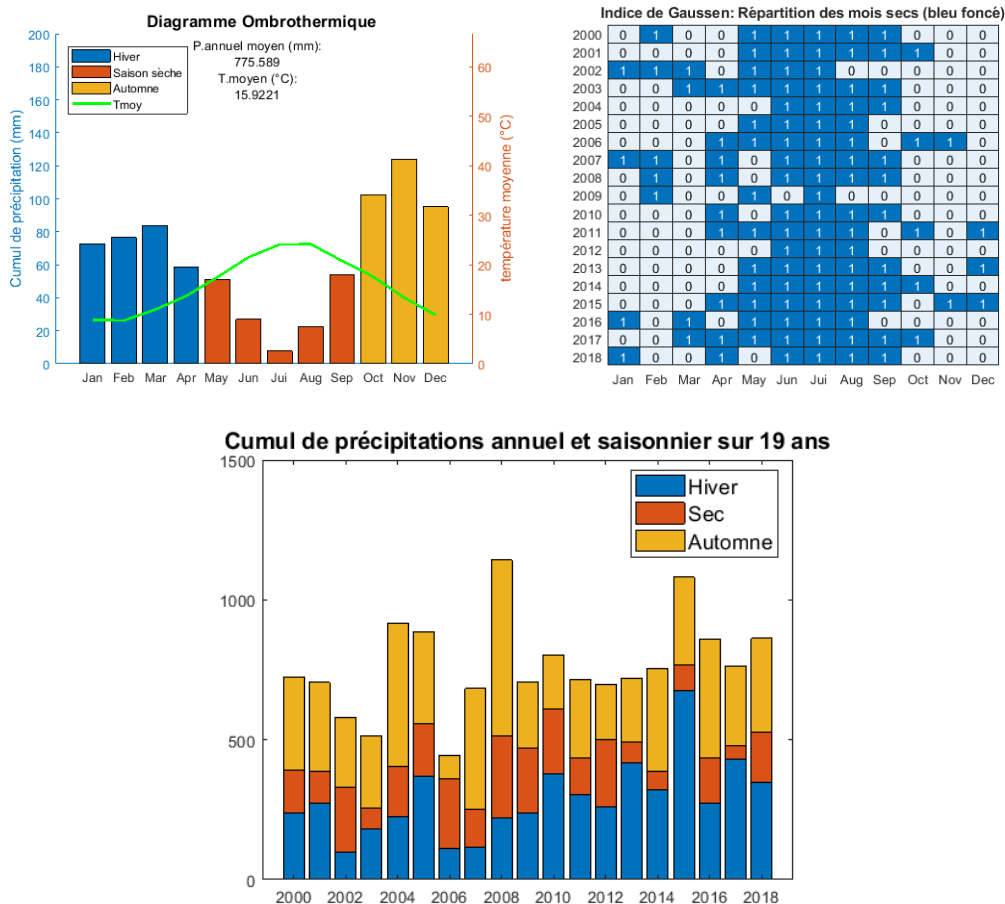 Diagramme Ombrothermique
P.annuel moyen (mm):
775.589
T.moyen (°C):
15.9221
Hiver
Saison sèche
Automne
Tmoy
Cumul de précipitation (mm)
200
180
160
140
120
100
80
60
40
20
0
température moyenne (°C)
60
50
40
30
20
10
0
Jan Feb Mar Apr May Jun Jui Aug Sep Oct Nov Dec
Indice de Gaussen: Répartition des mois secs (bleu foncé)
2000 0 1 0 0 1 1 1 1 1 0 0 0
2001 0 0 0 0 1 1 1 1 1 1 0 0
2002 1 1 1 0 1 1 1 0 0 0 0 0
2003 0 0 1 1 1 1 1 1 1 0 0 0
2004 0 0 0 0 0 1 1 1 1 0 0 0
2005 0 0 0 0 1 1 1 1 0 0 0 0
2006 0 0 0 1 1 1 1 1 0 1 1 0
2007 1 1 0 1 0 1 1 1 1 0 0 0
2008 0 1 0 1 0 1 1 1 1 0 0 0
2009 0 1 0 0 1 0 1 0 0 0 0 0
2010 0 0 0 1 0 1 1 1 1 0 0 0
2011 0 0 0 1 1 1 1 1 0 1 0 1
2012 0 0 0 0 0 1 1 1 0 0 0 0
2013 0 0 0 0 1 1 1 1 1 0 0 1
2014 0 0 0 0 1 1 1 1 1 1 0 0
2015 0 0 0 1 1 1 1 1 1 0 1 1
2016 1 0 1 0 1 1 1 1 0 0 0 0
2017 0 0 1 1 1 1 1 1 1 1 0 0
2018 1 0 0 1 0 1 1 1 1 0 0 0
Jan Feb Mar Apr May Jun Jui Aug Sep Oct Nov Dec
Cumul de précipitations annuel et saisonnier sur 19 ans
1500
1000
500
0
Hiver
Sec
Automne
2000 2002 2004 2006 2008 2010 2012 2014 2016 2018